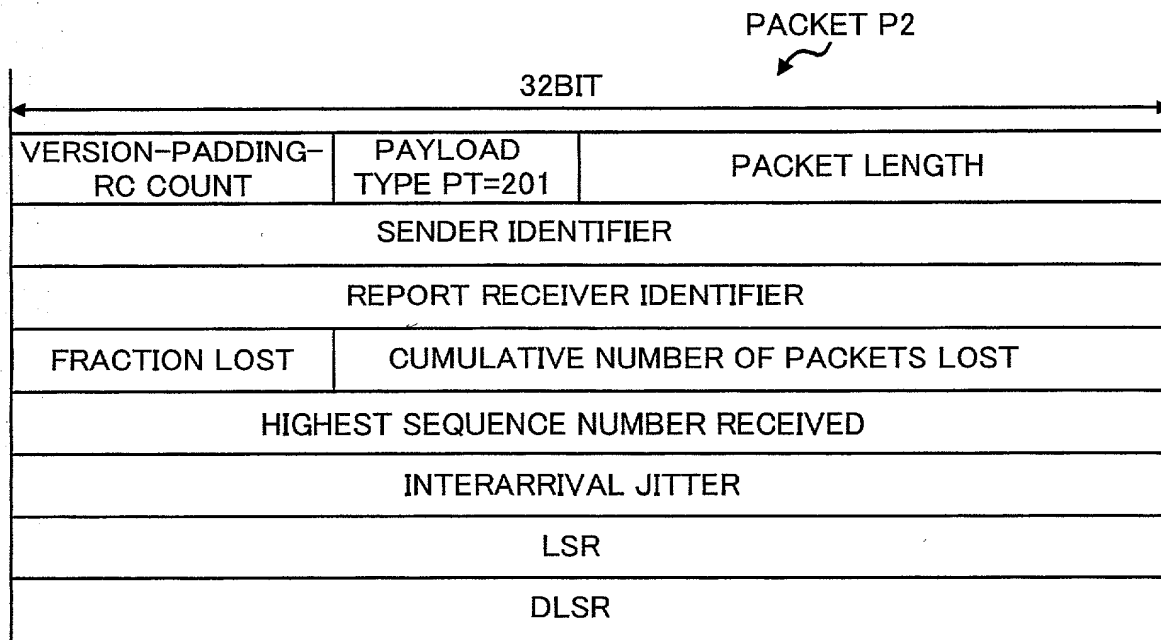 PACKET P2
32BIT
VERSION-PADDING-
RC COUNT
PAYLOAD
TYPE PT=201
PACKET LENGTH
SENDER IDENTIFIER
REPORT RECEIVER IDENTIFIER
FRACTION LOST
CUMULATIVE NUMBER OF PACKETS LOST
HIGHEST SEQUENCE NUMBER RECEIVED
INTERARRIVAL JITTER
LSR
DLSR